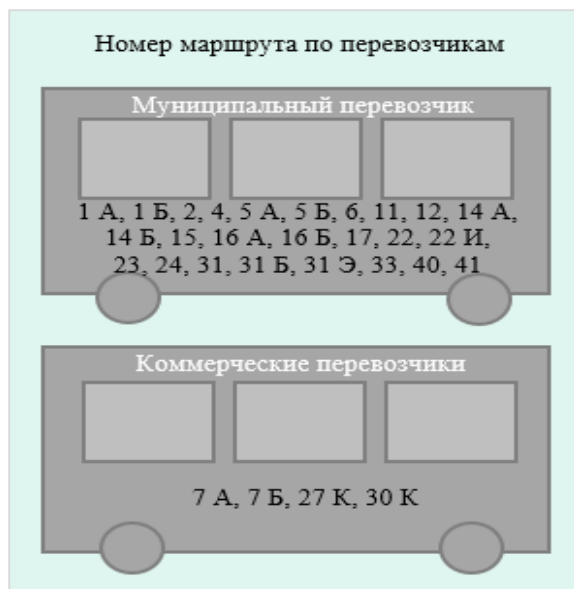 Номер маршрута по перевозчикам
Муниципальный перевозчик
1 А, 1 Б, 2, 4, 5 А, 5 Б, 6, 11, 12, 14 А,
14 Б, 15, 16 А, 16 Б, 17, 22, 22 И,
23, 24, 31, 31 Б, 31 Э, 33, 40, 41
Коммерческие перевозчики
7 А, 7 Б, 27 К, 30 К